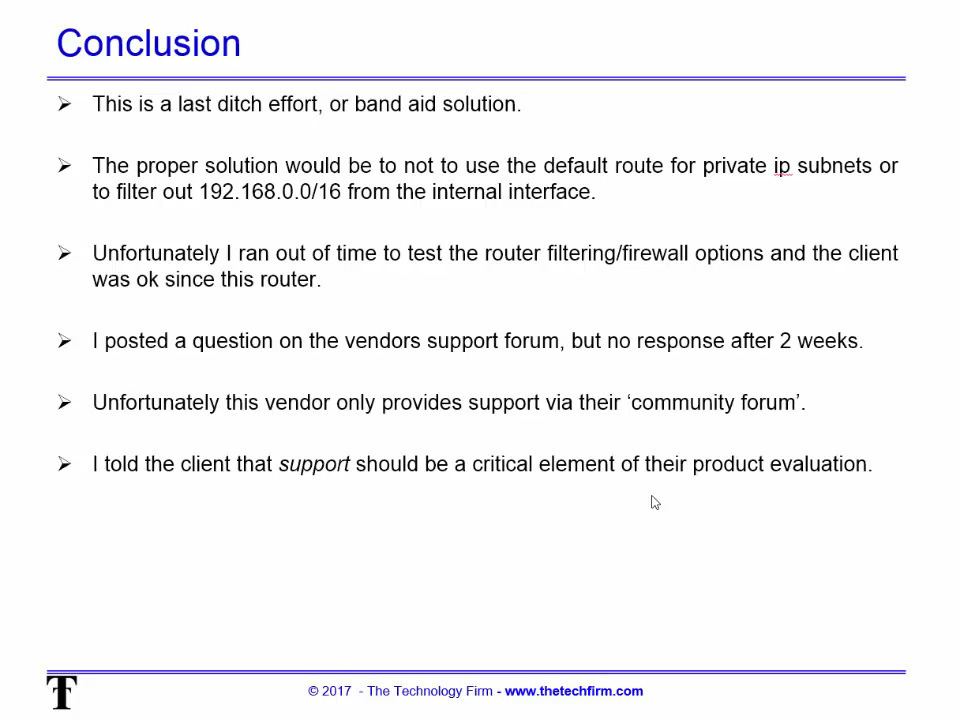 Conclusion
This is a last ditch effort, or band aid solution.
The proper solution would be to not to use the default route for private ip subnets or
to filter out 192.168.0.0/16 from the internal interface.
Unfortunately I ran out of time to test the router filtering/firewall options and the client
was ok since this router.
I posted a question on the vendors support forum, but no response after 2 weeks.
Unfortunately this vendor only provides support via their ‘community forum’.
I told the client that support should be a critical element of their product evaluation.
© 2017 - The Technology Firm - www.thetechfirm.com